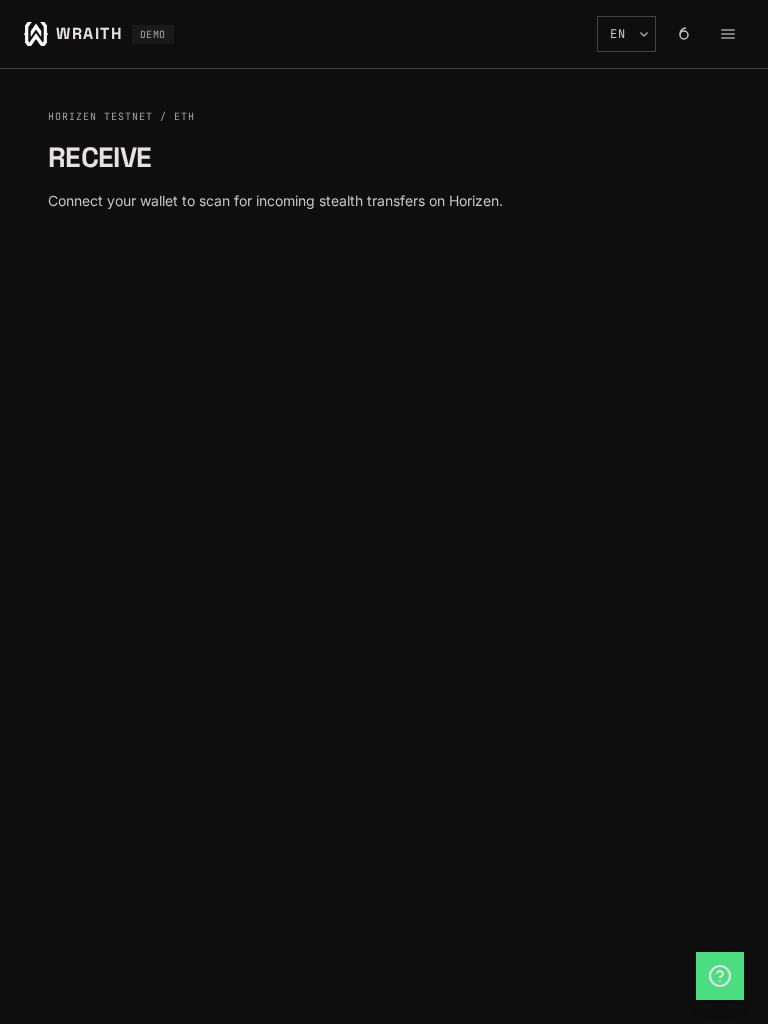 WRAITH DEMO EN
HORIZEN TESTNET / ETH
RECEIVE
Connect your wallet to scan for incoming stealth transfers on Horizen.